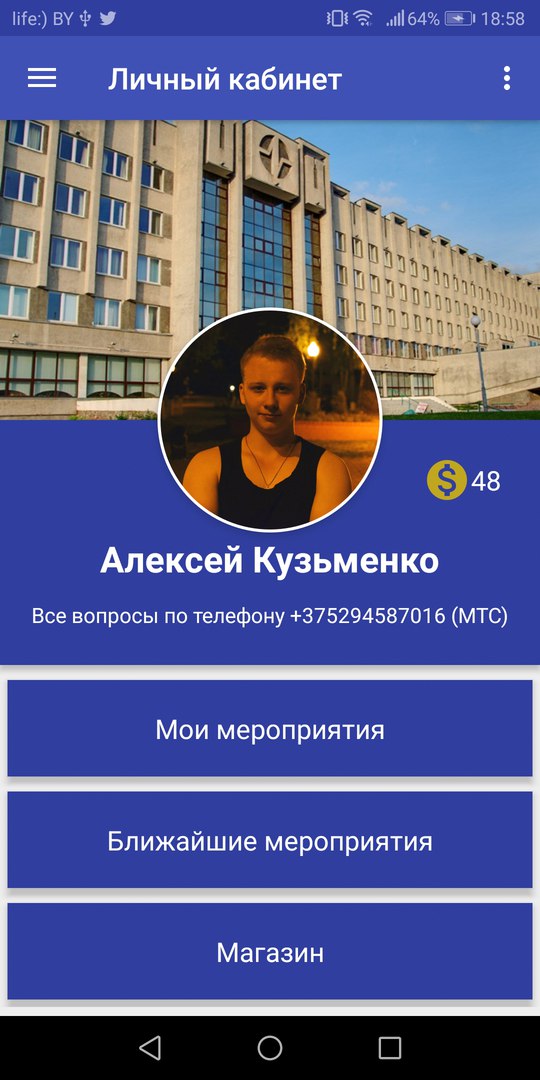 life:) BY 64% 18:58
Личный кабинет
48
Алексей Кузьменко
Все вопросы по телефону +375294587016 (МТС)
Мои мероприятия
Ближайшие мероприятия
Магазин